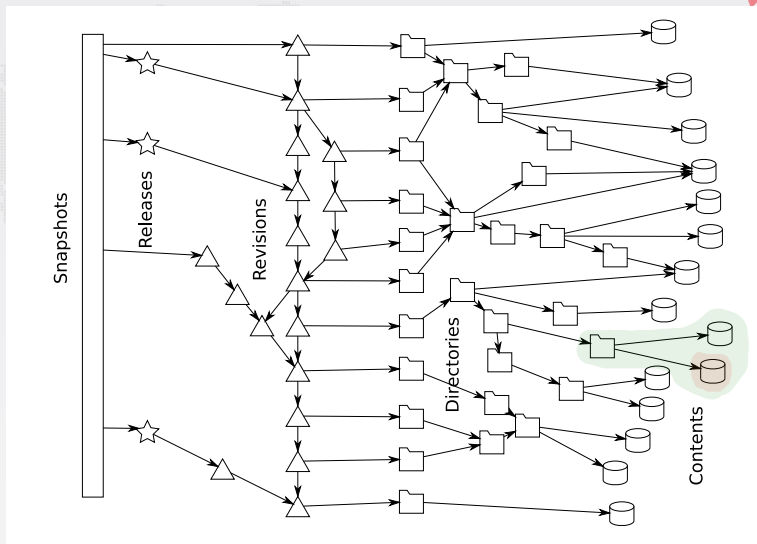 Snapshots
Releases
Revisions
Directories
Contents